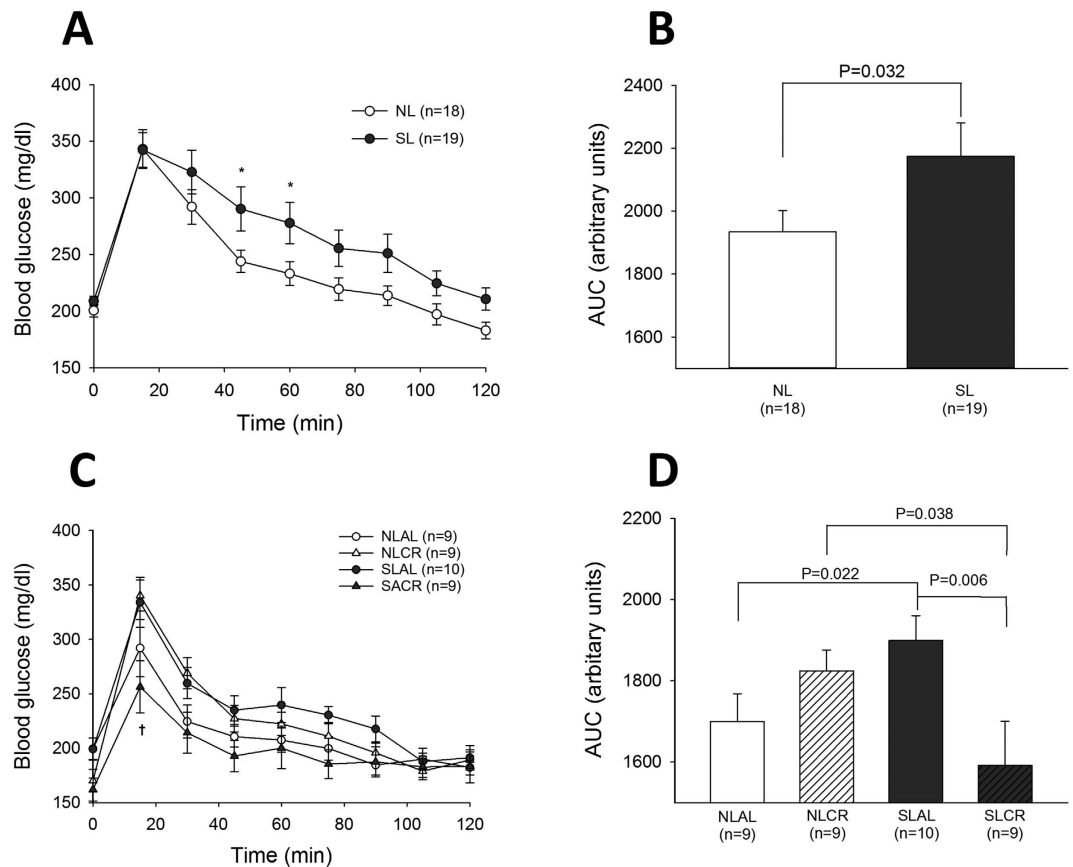 A
Blood glucose (mg/dl)
400
350
300
250
200
150
NL (n=18)
SL (n=19)
*
*
0
20
40
60
80
100
120
Time (min)
B
AUC (arbitrary units)
2400
2200
2000
1800
1600
P=0.032
NL
(n=18)
SL
(n=19)
C
Blood glucose (mg/dl)
400
350
300
250
200
150
NLAL (n=9)
NLCR (n=9)
SLAL (n=10)
SACR (n=9)
†
0
20
40
60
80
100
120
Time (min)
D
AUC (arbitary units)
2200
2000
1800
1600
P=0.038
P=0.022
P=0.006
NLAL
(n=9)
NLCR
(n=9)
SLAL
(n=10)
SLCR
(n=9)